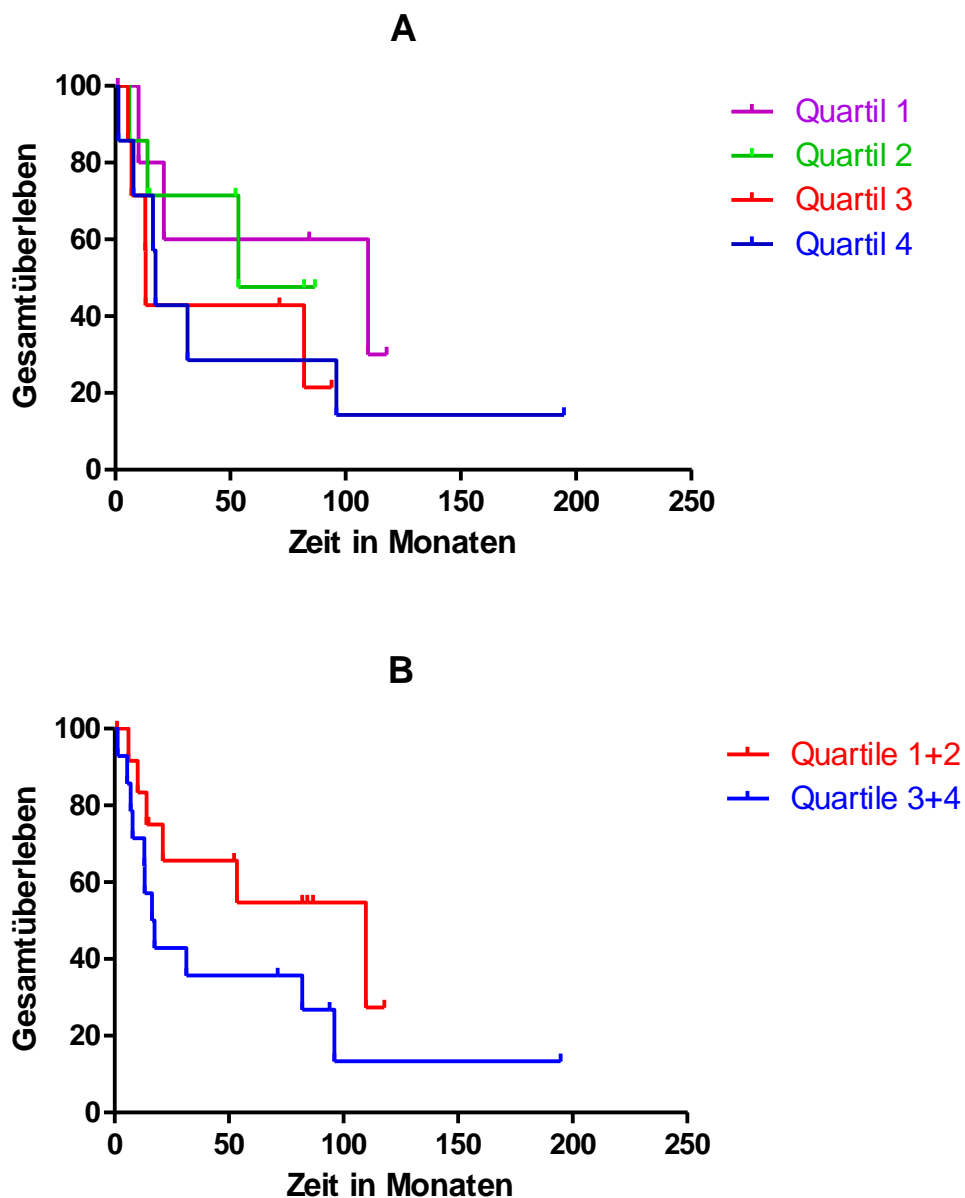 A
Gesamtüberleben
100
80
60
40
20
0
0 50 100 150 200 250
Zeit in Monaten
Quartil 1
Quartil 2
Quartil 3
Quartil 4
B
Gesamtüberleben
100
80
60
40
20
0
0 50 100 150 200 250
Zeit in Monaten
Quartile 1+2
Quartile 3+4